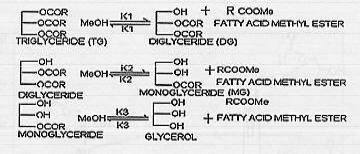 OCOR OH + R COOMe
OCOR MeOH K1 OCOR FATTY ACID METHYL ESTER
OCOR K1 OCOR
TRIGLYCERIDE (TG) DIGLYCERIDE (DG)
OH OH +RCOOMe
OCOR MeOH K2 OH FATTY ACID METHYL ESTER
OCOR K2 OCOR
DIGLYCERIDE MONOGLYCERIDE (MG)
OH OH RCOOMe
OH MeOH K3 OH + FATTY ACID METHYL ESTER
OCOR K3 OH
MONOGLYCERIDE GLYCEROL